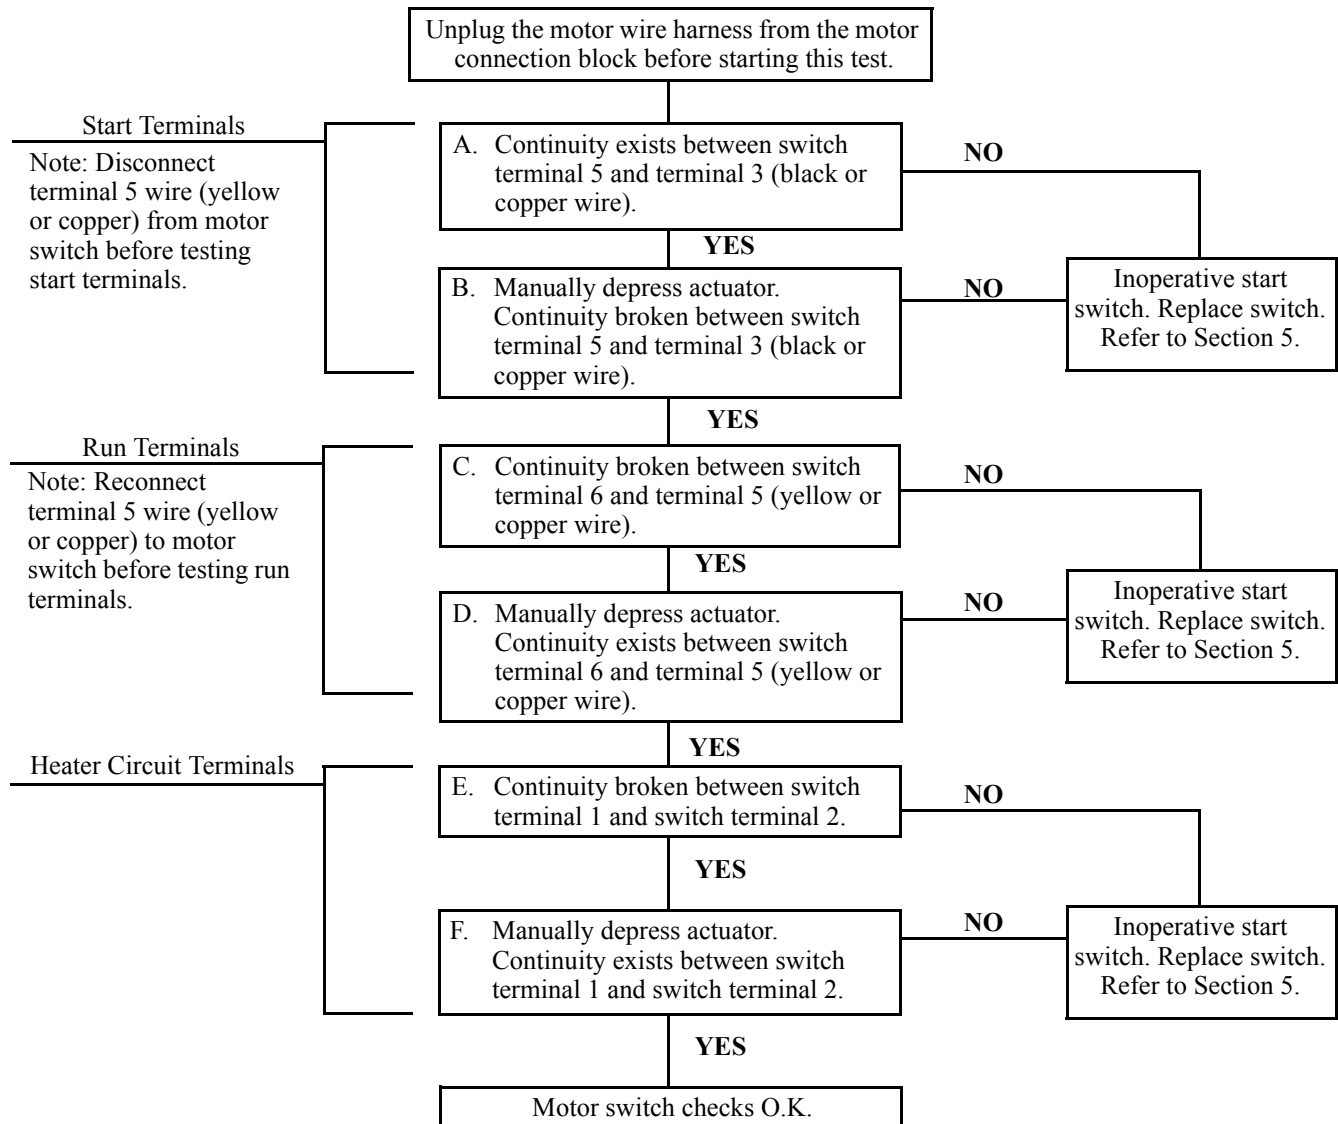 Unplug the motor wire harness from the motor
connection block before starting this test.
Start Terminals
Note: Disconnect
terminal 5 wire (yellow
or copper) from motor
switch before testing
start terminals.
A. Continuity exists between switch
terminal 5 and terminal 3 (black or
copper wire).
NO
YES
B. Manually depress actuator.
Continuity broken between switch
terminal 5 and terminal 3 (black or
copper wire).
NO
Inoperative start
switch. Replace switch.
Refer to Section 5.
YES
Run Terminals
Note: Reconnect
terminal 5 wire (yellow
or copper) to motor
switch before testing run
terminals.
C. Continuity broken between switch
terminal 6 and terminal 5 (yellow or
copper wire).
NO
YES
D. Manually depress actuator.
Continuity exists between switch
terminal 6 and terminal 5 (yellow or
copper wire).
NO
Inoperative start
switch. Replace switch.
Refer to Section 5.
YES
Heater Circuit Terminals
E. Continuity broken between switch
terminal 1 and switch terminal 2.
NO
YES
F. Manually depress actuator.
Continuity exists between switch
terminal 1 and switch terminal 2.
NO
Inoperative start
switch. Replace switch.
Refer to Section 5.
YES
Motor switch checks O.K.